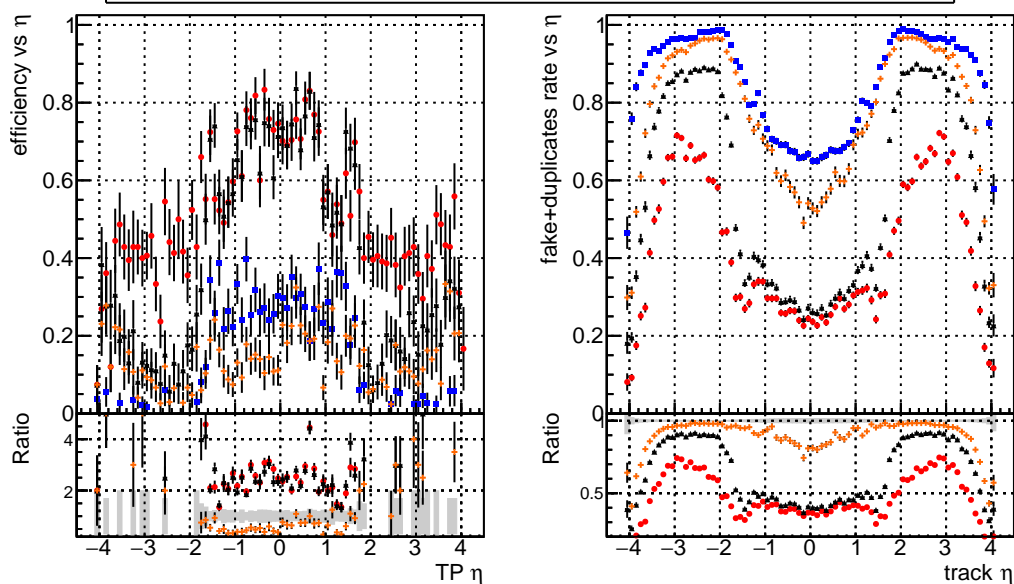 efficiency vs η
1
0.8
0.6
0.4
0.2
0
Ratio
4
2
−4 −3 −2 −1 0 1 2 3 4
TP η
fake+duplicates rate vs η
1
0.8
0.6
0.4
0.2
0
Ratio
1
0.5
−4 −3 −2 −1 0 1 2 3 4
track η